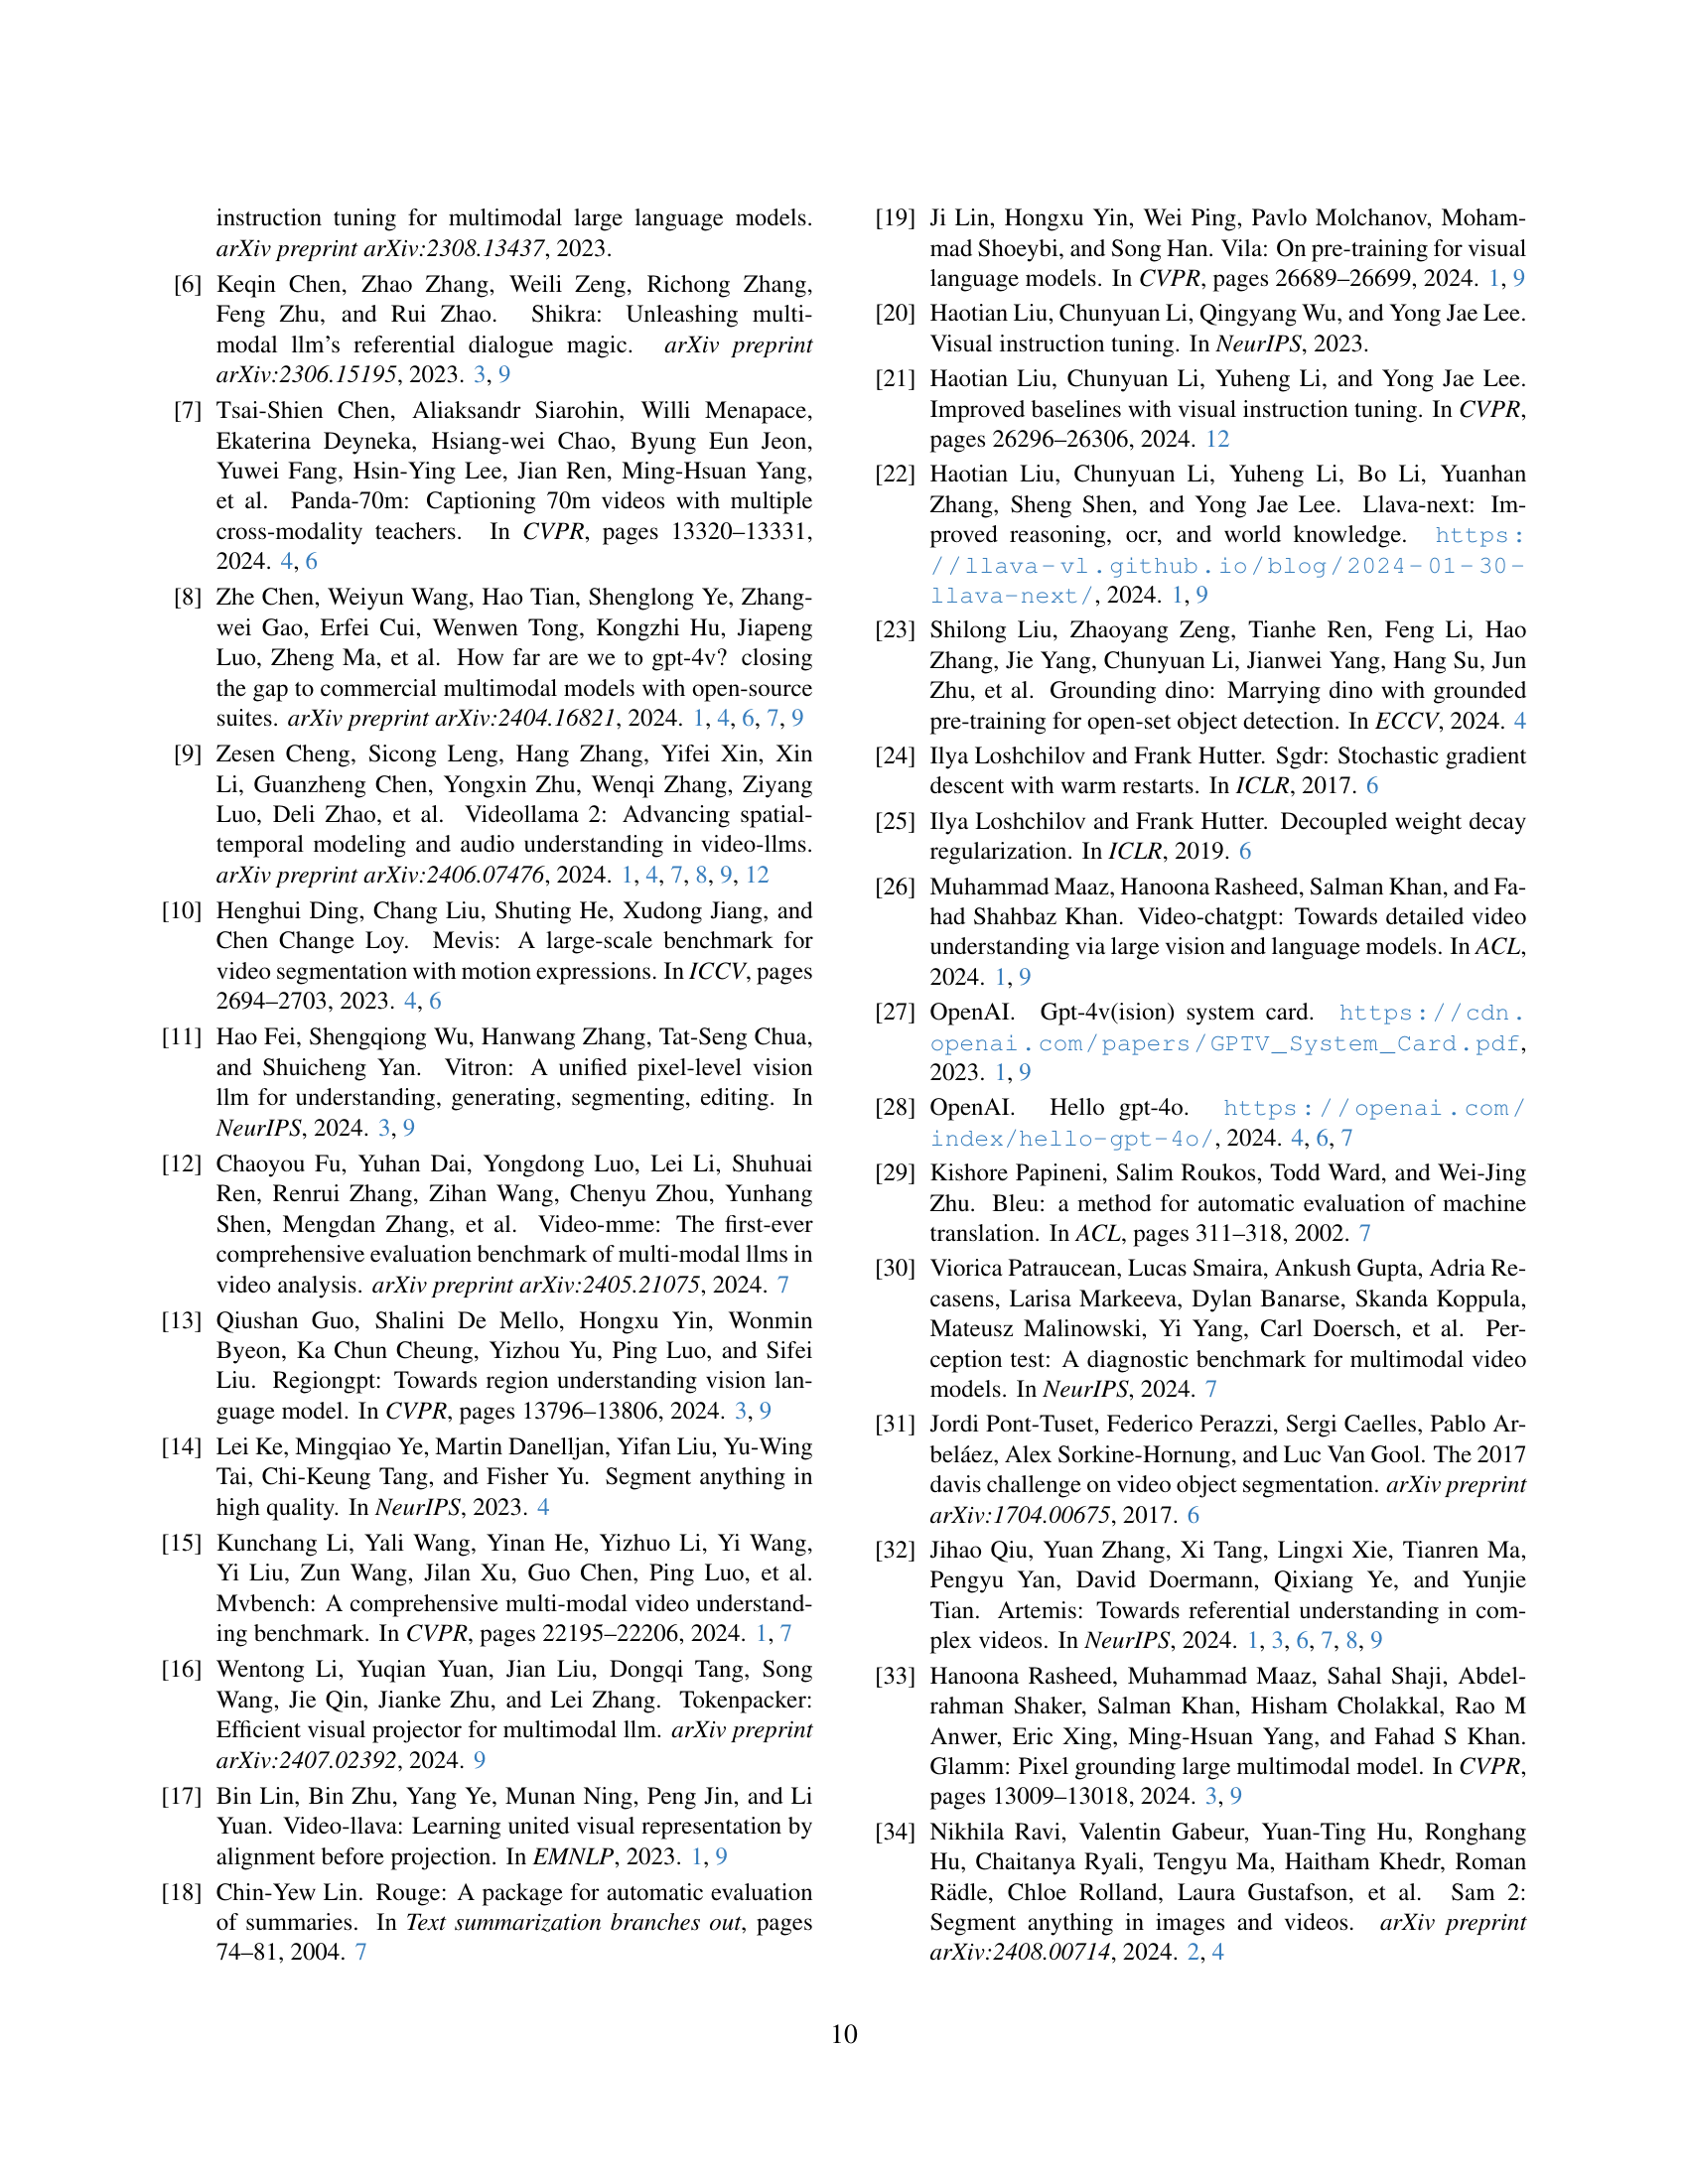 instruction tuning for multimodal large language models.
arXiv preprint arXiv:2308.13437, 2023.
[6] Keqin Chen, Zhao Zhang, Weili Zeng, Richong Zhang,
Feng Zhu, and Rui Zhao. Shikra: Unleashing multi-
modal llm's referential dialogue magic. arXiv preprint
arXiv:2306.15195, 2023. 3, 9
[7] Tsai-Shien Chen, Aliaksandr Siarohin, Willi Menapace,
Ekaterina Deyneka, Hsiang-wei Chao, Byung Eun Jeon,
Yuwei Fang, Hsin-Ying Lee, Jian Ren, Ming-Hsuan Yang,
et al. Panda-70m: Captioning 70m videos with multiple
cross-modality teachers. In CVPR, pages 13320–13331,
2024. 4, 6
[8] Zhe Chen, Weiyun Wang, Hao Tian, Shenglong Ye, Zhang-
wei Gao, Erfei Cui, Wenwen Tong, Kongzhi Hu, Jiapeng
Luo, Zheng Ma, et al. How far are we to gpt-4v? closing
the gap to commercial multimodal models with open-source
suites. arXiv preprint arXiv:2404.16821, 2024. 1, 4, 6, 7, 9
[9] Zesen Cheng, Sicong Leng, Hang Zhang, Yifei Xin, Xin
Li, Guanzheng Chen, Yongxin Zhu, Wenqi Zhang, Ziyang
Luo, Deli Zhao, et al. Videollama 2: Advancing spatial-
temporal modeling and audio understanding in video-llms.
arXiv preprint arXiv:2406.07476, 2024. 1, 4, 7, 8, 9, 12
[10] Henghui Ding, Chang Liu, Shuting He, Xudong Jiang, and
Chen Change Loy. Mevis: A large-scale benchmark for
video segmentation with motion expressions. In ICCV, pages
2694–2703, 2023. 4, 6
[11] Hao Fei, Shengqiong Wu, Hanwang Zhang, Tat-Seng Chua,
and Shuicheng Yan. Vitron: A unified pixel-level vision
llm for understanding, generating, segmenting, editing. In
NeurIPS, 2024. 3, 9
[12] Chaoyou Fu, Yuhan Dai, Yongdong Luo, Lei Li, Shuhuai
Ren, Renrui Zhang, Zihan Wang, Chenyu Zhou, Yunhang
Shen, Mengdan Zhang, et al. Video-mme: The first-ever
comprehensive evaluation benchmark of multi-modal llms in
video analysis. arXiv preprint arXiv:2405.21075, 2024. 7
[13] Qiushan Guo, Shalini De Mello, Hongxu Yin, Wonmin
Byeon, Ka Chun Cheung, Yizhou Yu, Ping Luo, and Sifei
Liu. Regiongpt: Towards region understanding vision lan-
guage model. In CVPR, pages 13796–13806, 2024. 3, 9
[14] Lei Ke, Mingqiao Ye, Martin Danelljan, Yifan Liu, Yu-Wing
Tai, Chi-Keung Tang, and Fisher Yu. Segment anything in
high quality. In NeurIPS, 2023. 4
[15] Kunchang Li, Yali Wang, Yinan He, Yizhuo Li, Yi Wang,
Yi Liu, Zun Wang, Jilan Xu, Guo Chen, Ping Luo, et al.
Mvbench: A comprehensive multi-modal video understand-
ing benchmark. In CVPR, pages 22195–22206, 2024. 1, 7
[16] Wentong Li, Yuqian Yuan, Jian Liu, Dongqi Tang, Song
Wang, Jie Qin, Jianke Zhu, and Lei Zhang. Tokenpacker:
Efficient visual projector for multimodal llm. arXiv preprint
arXiv:2407.02392, 2024. 9
[17] Bin Lin, Bin Zhu, Yang Ye, Munan Ning, Peng Jin, and Li
Yuan. Video-llava: Learning united visual representation by
alignment before projection. In EMNLP, 2023. 1, 9
[18] Chin-Yew Lin. Rouge: A package for automatic evaluation
of summaries. In Text summarization branches out, pages
74–81, 2004. 7
[19] Ji Lin, Hongxu Yin, Wei Ping, Pavlo Molchanov, Moham-
mad Shoeybi, and Song Han. Vila: On pre-training for visual
language models. In CVPR, pages 26689–26699, 2024. 1, 9
[20] Haotian Liu, Chunyuan Li, Qingyang Wu, and Yong Jae Lee.
Visual instruction tuning. In NeurIPS, 2023.
[21] Haotian Liu, Chunyuan Li, Yuheng Li, and Yong Jae Lee.
Improved baselines with visual instruction tuning. In CVPR,
pages 26296–26306, 2024. 12
[22] Haotian Liu, Chunyuan Li, Yuheng Li, Bo Li, Yuanhan
Zhang, Sheng Shen, and Yong Jae Lee. Llava-next: Im-
proved reasoning, ocr, and world knowledge. https:
//llava-vl.github.io/blog/2024-01-30-
llava-next/, 2024. 1, 9
[23] Shilong Liu, Zhaoyang Zeng, Tianhe Ren, Feng Li, Hao
Zhang, Jie Yang, Chunyuan Li, Jianwei Yang, Hang Su, Jun
Zhu, et al. Grounding dino: Marrying dino with grounded
pre-training for open-set object detection. In ECCV, 2024. 4
[24] Ilya Loshchilov and Frank Hutter. Sgdr: Stochastic gradient
descent with warm restarts. In ICLR, 2017. 6
[25] Ilya Loshchilov and Frank Hutter. Decoupled weight decay
regularization. In ICLR, 2019. 6
[26] Muhammad Maaz, Hanoona Rasheed, Salman Khan, and Fa-
had Shahbaz Khan. Video-chatgpt: Towards detailed video
understanding via large vision and language models. In ACL,
2024. 1, 9
[27] OpenAI. Gpt-4v(ision) system card. https://cdn.
openai.com/papers/GPTV_System_Card.pdf,
2023. 1, 9
[28] OpenAI. Hello gpt-4o. https://openai.com/
index/hello-gpt-4o/, 2024. 4, 6, 7
[29] Kishore Papineni, Salim Roukos, Todd Ward, and Wei-Jing
Zhu. Bleu: a method for automatic evaluation of machine
translation. In ACL, pages 311–318, 2002. 7
[30] Viorica Patraucean, Lucas Smaira, Ankush Gupta, Adria Re-
casens, Larisa Markeeva, Dylan Banarse, Skanda Koppula,
Mateusz Malinowski, Yi Yang, Carl Doersch, et al. Per-
ception test: A diagnostic benchmark for multimodal video
models. In NeurIPS, 2024. 7
[31] Jordi Pont-Tuset, Federico Perazzi, Sergi Caelles, Pablo Ar-
beláez, Alex Sorkine-Hornung, and Luc Van Gool. The 2017
davis challenge on video object segmentation. arXiv preprint
arXiv:1704.00675, 2017. 6
[32] Jihao Qiu, Yuan Zhang, Xi Tang, Lingxi Xie, Tianren Ma,
Pengyu Yan, David Doermann, Qixiang Ye, and Yunjie
Tian. Artemis: Towards referential understanding in com-
plex videos. In NeurIPS, 2024. 1, 3, 6, 7, 8, 9
[33] Hanoona Rasheed, Muhammad Maaz, Sahal Shaji, Abdel-
rahman Shaker, Salman Khan, Hisham Cholakkal, Rao M
Anwer, Eric Xing, Ming-Hsuan Yang, and Fahad S Khan.
Glamm: Pixel grounding large multimodal model. In CVPR,
pages 13009–13018, 2024. 3, 9
[34] Nikhila Ravi, Valentin Gabeur, Yuan-Ting Hu, Ronghang
Hu, Chaitanya Ryali, Tengyu Ma, Haitham Khedr, Roman
Rädle, Chloe Rolland, Laura Gustafson, et al. Sam 2:
Segment anything in images and videos. arXiv preprint
arXiv:2408.00714, 2024. 2, 4
10